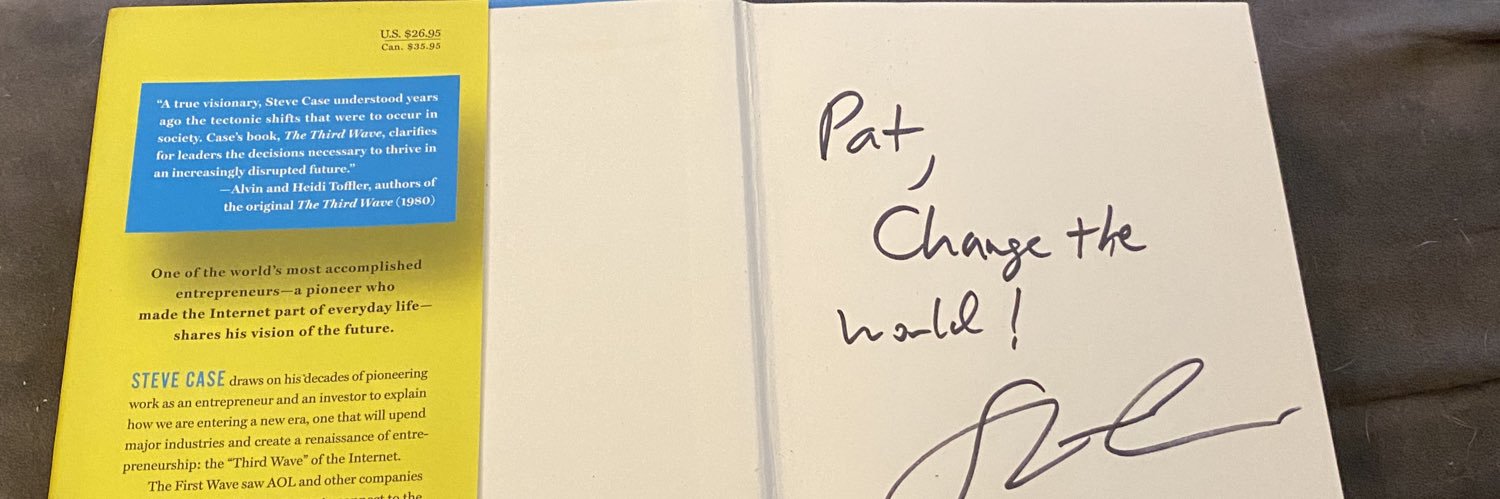 U.S. $26.95
Can. $35.95
“A true visionary, Steve Case understood years
ago the tectonic shifts that were to occur in
society. Case’s book, The Third Wave, clarifies
for leaders the decisions necessary to thrive in
an increasingly disrupted future.”
—Alvin and Heidi Toffler, authors of
the original The Third Wave (1980)
One of the world’s most accomplished
entrepreneurs—a pioneer who
made the Internet part of everyday life—
shares his vision of the future.
STEVE CASE draws on his decades of pioneering
work as an entrepreneur and an investor to explain
how we are entering a new era, one that will upend
major industries and create a renaissance of entre-
preneurship: the “Third Wave” of the Internet.
The First Wave saw AOL and other companies
to the
Pat,
Change the
world!